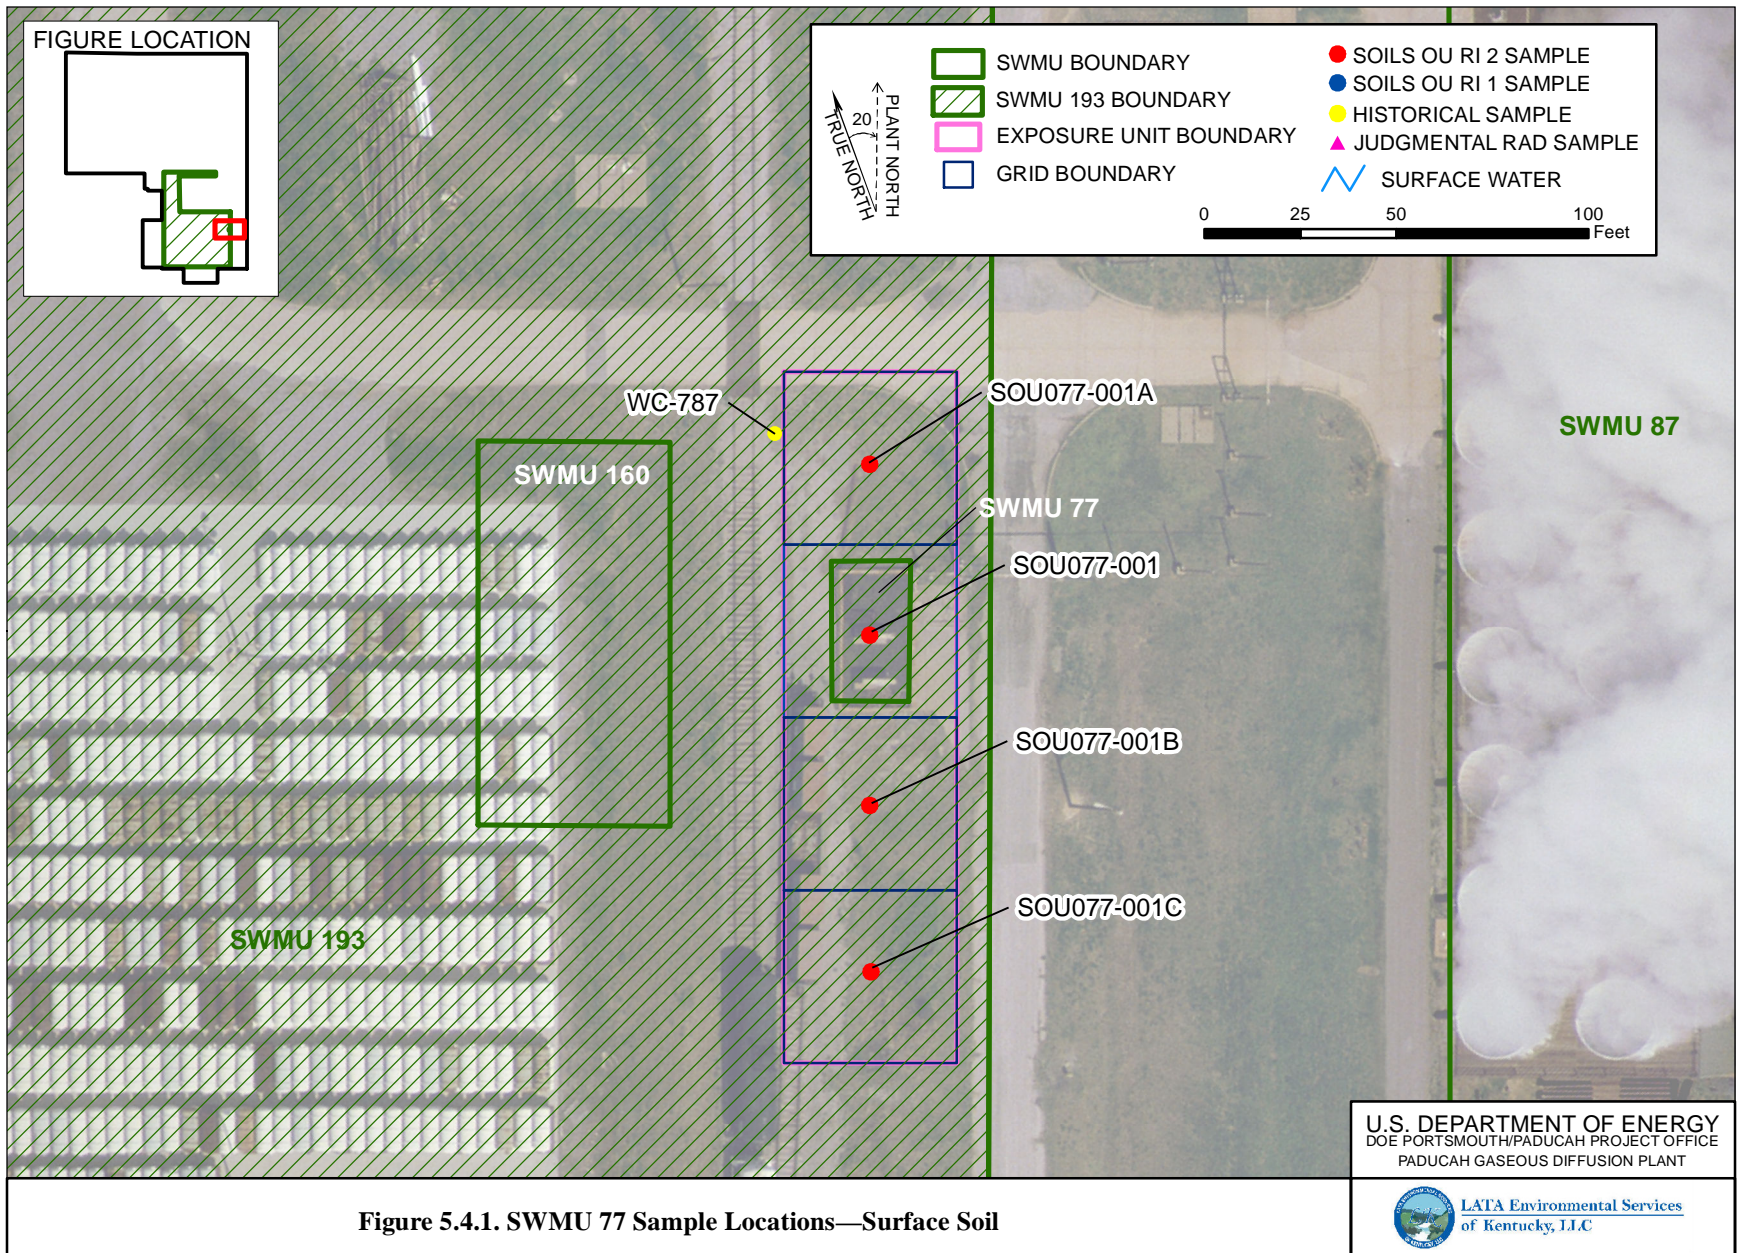 FIGURE LOCATION
TRUE NORTH
20
PLANT NORTH
SWMU BOUNDARY
SWMU 193 BOUNDARY
EXPOSURE UNIT BOUNDARY
GRID BOUNDARY
SOILS OU RI 2 SAMPLE
SOILS OU RI 1 SAMPLE
HISTORICAL SAMPLE
JUDGMENTAL RAD SAMPLE
SURFACE WATER
0 25 50 100
Feet
WC-787
SOU077-001A
SWMU 87
SWMU 160
SWMU 77
SOU077-001
SOU077-001B
SOU077-001C
SWMU 193
U.S. DEPARTMENT OF ENERGY
DOE PORTSMOUTH/PADUCAH PROJECT OFFICE
PADUCAH GASEOUS DIFFUSION PLANT
Figure 5.4.1. SWMU 77 Sample Locations—Surface Soil
LATA Environmental Services
of Kentucky, LLC